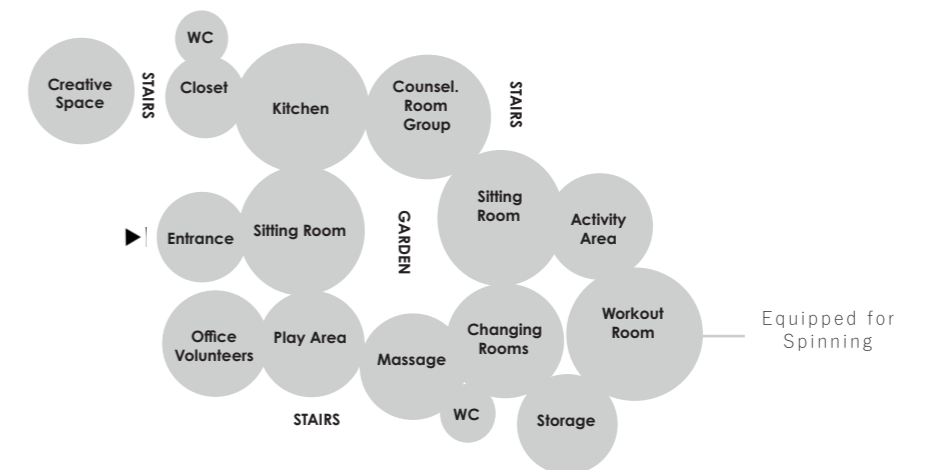 WC
Creative
Space
STAIRS
Closet
Kitchen
Counsel.
Room
Group
STAIRS
Entrance
Sitting Room
GARDEN
Sitting
Room
Activity
Area
Office
Volunteers
Play Area
Massage
Changing
Rooms
Workout
Room
Equipped for
Spinning
STAIRS
WC
Storage